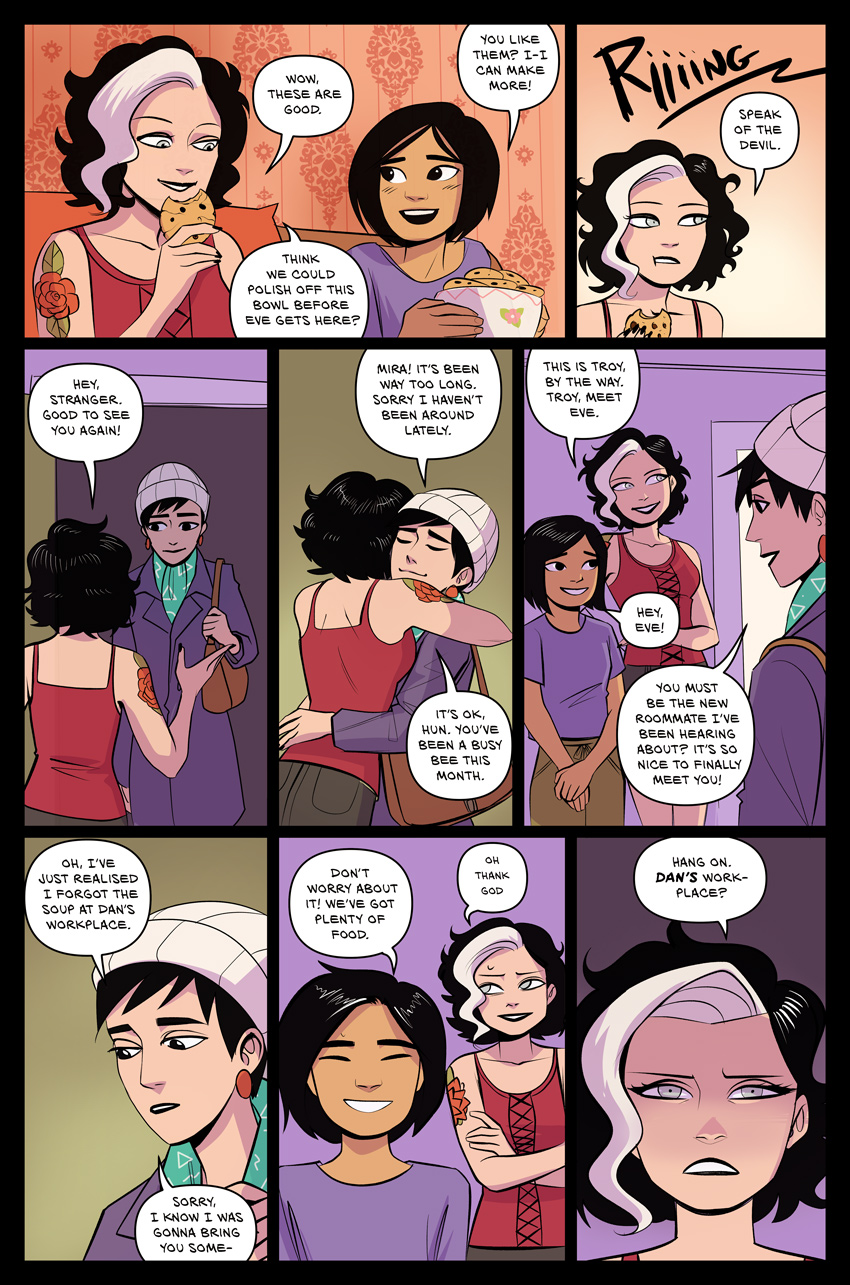 WOW,
THESE ARE
GOOD.
YOU LIKE
THEM? I-I
CAN MAKE
MORE!
THINK
WE COULD
POLISH OFF THIS
BOWL BEFORE
EVE GETS HERE?
RIIIING
SPEAK
OF THE
DEVIL.
HEY,
STRANGER.
GOOD TO SEE
YOU AGAIN!
MIRA! IT'S BEEN
WAY TOO LONG.
SORRY I HAVEN'T
BEEN AROUND
LATELY.
IT'S OK,
HUN. YOU'VE
BEEN A BUSY
BEE THIS
MONTH.
THIS IS TROY,
BY THE WAY.
TROY, MEET
EVE.
HEY,
EVE!
YOU MUST
BE THE NEW
ROOMMATE I'VE
BEEN HEARING
ABOUT? IT'S SO
NICE TO FINALLY
MEET YOU!
OH, I'VE
JUST REALISED
I FORGOT THE
SOUP AT DAN'S
WORKPLACE.
SORRY,
I KNOW I WAS
GONNA BRING
YOU SOME-
DON'T
WORRY ABOUT
IT! WE'VE GOT
PLENTY OF
FOOD.
OH
THANK
GOD
HANG ON.
DAN'S WORK-
PLACE?